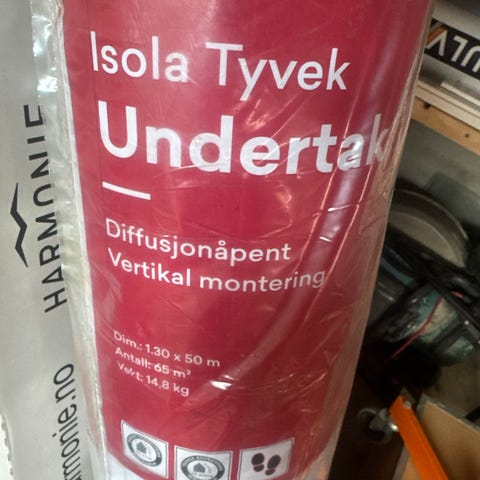 Isola Tyvek
Undertak
Diffusjonåpent
Vertikal montering
Dim.: 1.30 x 50 m
Antall: 65 m²
Vekt: 14,8 kg
HARMONIE
monie.no